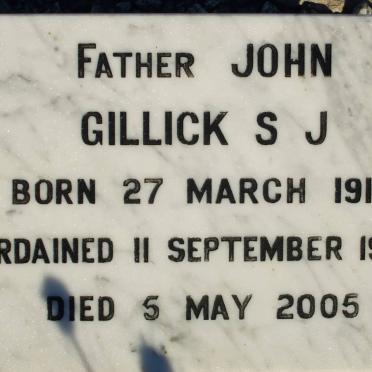 FATHER JOHN
GILLICK S J
BORN 27 MARCH 191
RDAINED 11 SEPTEMBER 19
DIED 5 MAY 2005